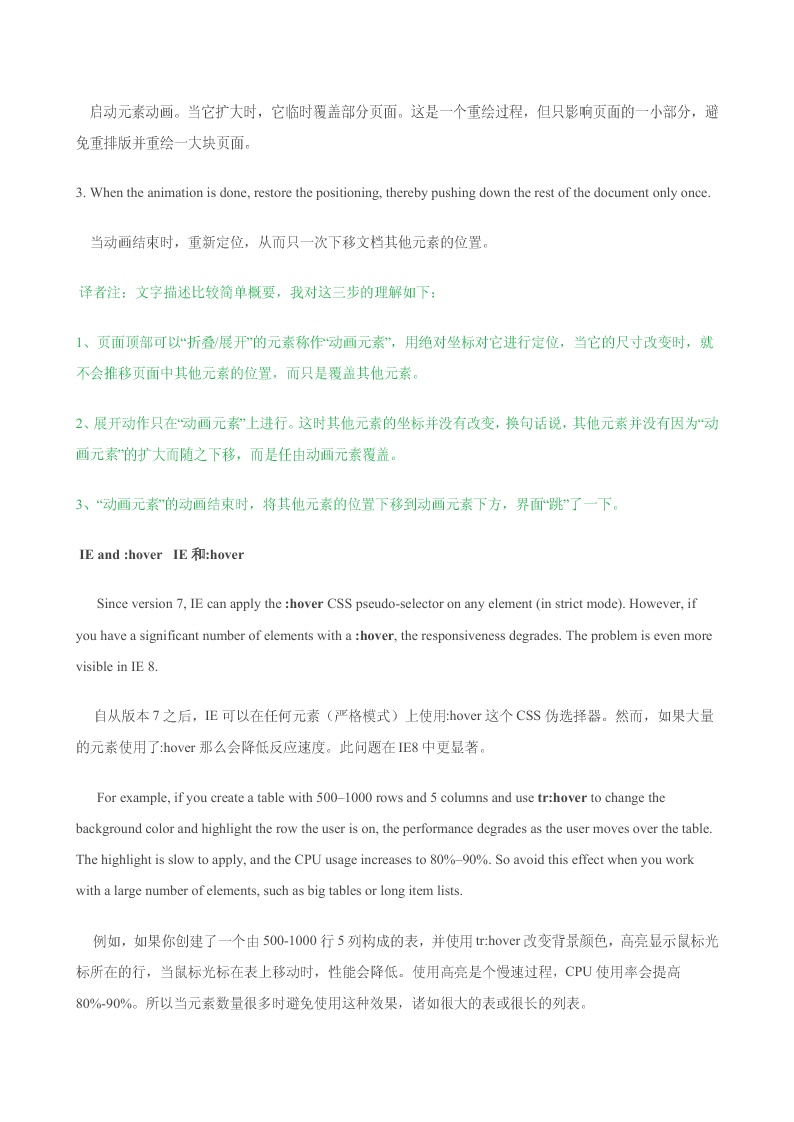 启动元素动画。当它扩大时，它临时覆盖部分页面。这是一个重绘过程，但只影响页面的一小部分，避
免重排版并重绘一大块页面。
3. When the animation is done, restore the positioning, thereby pushing down the rest of the document only once.
当动画结束时，重新定位，从而只一次下移文档其他元素的位置。
译者注：文字描述比较简单概要，我对这三步的理解如下：
1、页面顶部可以“折叠/展开”的元素称作“动画元素”，用绝对坐标对它进行定位，当它的尺寸改变时，就
不会推移页面中其他元素的位置，而只是覆盖其他元素。
2、展开动作只在“动画元素”上进行。这时其他元素的坐标并没有改变，换句话说，其他元素并没有因为“动
画元素”的扩大而随之下移，而是任由动画元素覆盖。
3、“动画元素”的动画结束时，将其他元素的位置下移到动画元素下方，界面“跳”了一下。
IE and :hover IE 和:hover
Since version 7, IE can apply the :hover CSS pseudo-selector on any element (in strict mode). However, if
you have a significant number of elements with a :hover, the responsiveness degrades. The problem is even more
visible in IE 8.
自从版本 7 之后，IE 可以在任何元素（严格模式）上使用:hover 这个 CSS 伪选择器。然而，如果大量
的元素使用了:hover 那么会降低反应速度。此问题在 IE8 中更显著。
For example, if you create a table with 500–1000 rows and 5 columns and use tr:hover to change the
background color and highlight the row the user is on, the performance degrades as the user moves over the table.
The highlight is slow to apply, and the CPU usage increases to 80%–90%. So avoid this effect when you work
with a large number of elements, such as big tables or long item lists.
例如，如果你创建了一个由 500-1000 行 5 列构成的表，并使用 tr:hover 改变背景颜色，高亮显示鼠标光
标所在的行，当鼠标光标在表上移动时，性能会降低。使用高亮是个慢速过程，CPU 使用率会提高
80%-90%。所以当元素数量很多时避免使用这种效果，诸如很大的表或很长的列表。